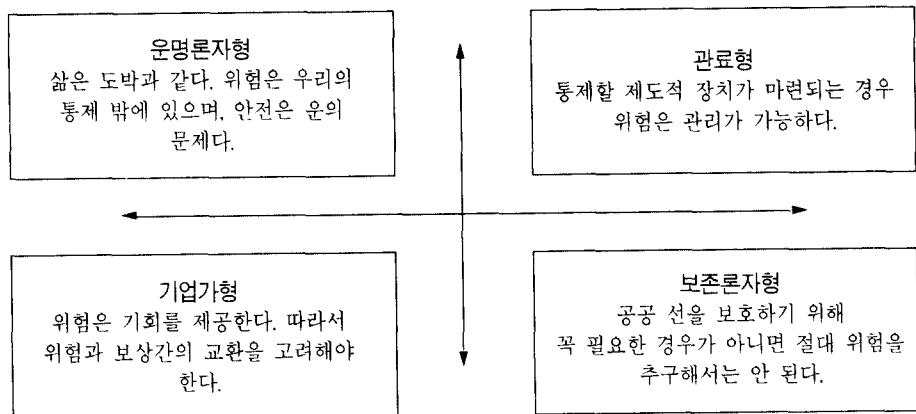 운명론자형
삶은 도박과 같다. 위험은 우리의
통제 밖에 있으며, 안전은 운의
문제다.
관료형
통제할 제도적 장치가 마련되는 경우
위험은 관리가 가능하다.
기업가형
위험은 기회를 제공한다. 따라서
위험과 보상간의 교환을 고려해야
한다.
보존론자형
공공 선을 보호하기 위해
꼭 필요한 경우가 아니면 절대 위험을
추구해서는 안 된다.